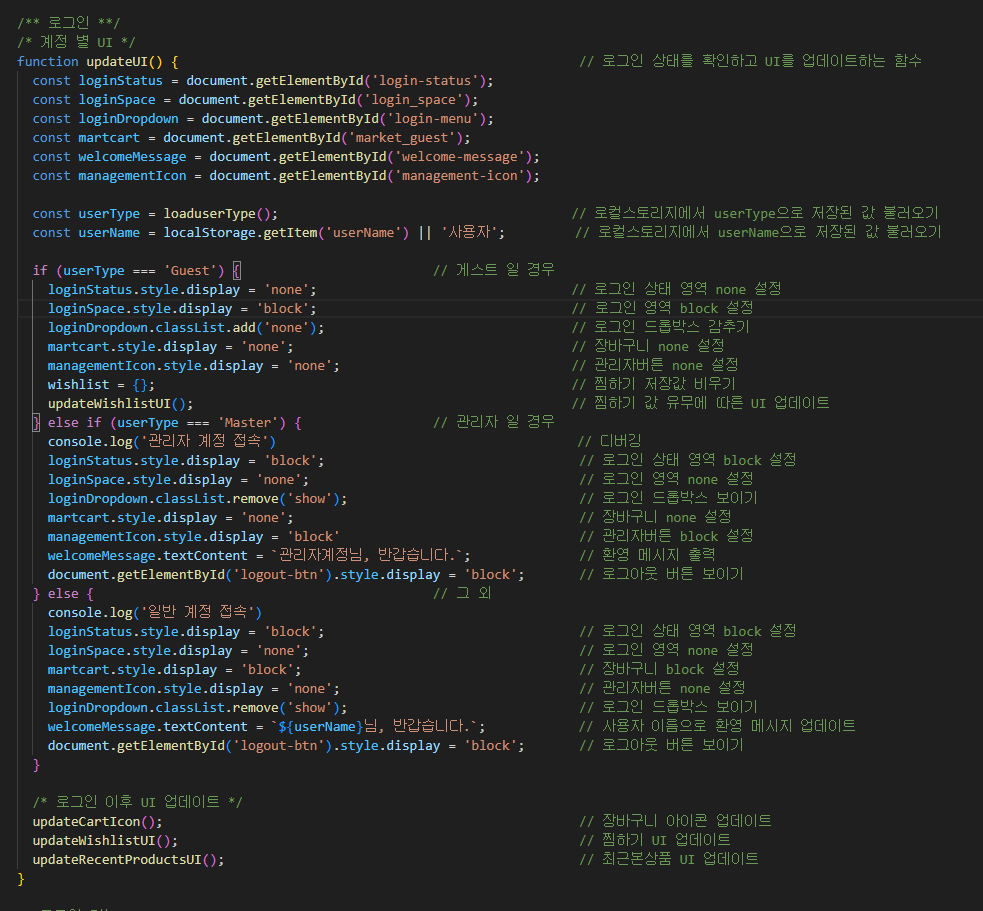 /** 로그인 **/
/* 계정 별 UI */
function updateUI() { // 로그인 상태를 확인하고 UI를 업데이트하는 함수
const loginStatus = document.getElementById('login-status');
const loginSpace = document.getElementById('login_space');
const loginDropdown = document.getElementById('login-menu');
const martcart = document.getElementById('market_guest');
const welcomeMessage = document.getElementById('welcome-message');
const managementIcon = document.getElementById('management-icon');
const userType = loaduserType(); // 로컬스토리지에서 userType으로 저장된 값 불러오기
const userName = localStorage.getItem('userName') || '사용자'; // 로컬스토리지에서 userName으로 저장된 값 불러오기
if (userType === 'Guest') { // 게스트 일 경우
loginStatus.style.display = 'none'; // 로그인 상태 영역 none 설정
loginSpace.style.display = 'block'; // 로그인 영역 block 설정
loginDropdown.classList.add('none'); // 로그인 드롭박스 감추기
martcart.style.display = 'none'; // 장바구니 none 설정
managementIcon.style.display = 'none'; // 관리자버튼 none 설정
wishlist = {}; // 찜하기 저장값 비우기
updateWishlistUI(); // 찜하기 값 유무에 따른 UI 업데이트
} else if (userType === 'Master') { // 관리자 일 경우
console.log('관리자 계정 접속') // 디버깅
loginStatus.style.display = 'block'; // 로그인 상태 영역 block 설정
loginSpace.style.display = 'none'; // 로그인 영역 none 설정
loginDropdown.classList.remove('show'); // 로그인 드롭박스 보이기
martcart.style.display = 'none'; // 장바구니 none 설정
managementIcon.style.display = 'block' // 관리자버튼 block 설정
welcomeMessage.textContent = `관리자계정님, 반갑습니다.`; // 환영 메시지 출력
document.getElementById('logout-btn').style.display = 'block'; // 로그아웃 버튼 보이기
} else { // 그 외
console.log('일반 계정 접속')
loginStatus.style.display = 'block'; // 로그인 상태 영역 block 설정
loginSpace.style.display = 'none'; // 로그인 영역 none 설정
martcart.style.display = 'block'; // 장바구니 block 설정
managementIcon.style.display = 'none'; // 관리자버튼 none 설정
loginDropdown.classList.remove('show'); // 로그인 드롭박스 보이기
welcomeMessage.textContent = `${userName}님, 반갑습니다.`; // 사용자 이름으로 환영 메시지 업데이트
document.getElementById('logout-btn').style.display = 'block'; // 로그아웃 버튼 보이기
}
/* 로그인 이후 UI 업데이트 */
updateCartIcon(); // 장바구니 아이콘 업데이트
updateWishlistUI(); // 찜하기 UI 업데이트
updateRecentProductsUI(); // 최근본상품 UI 업데이트
}